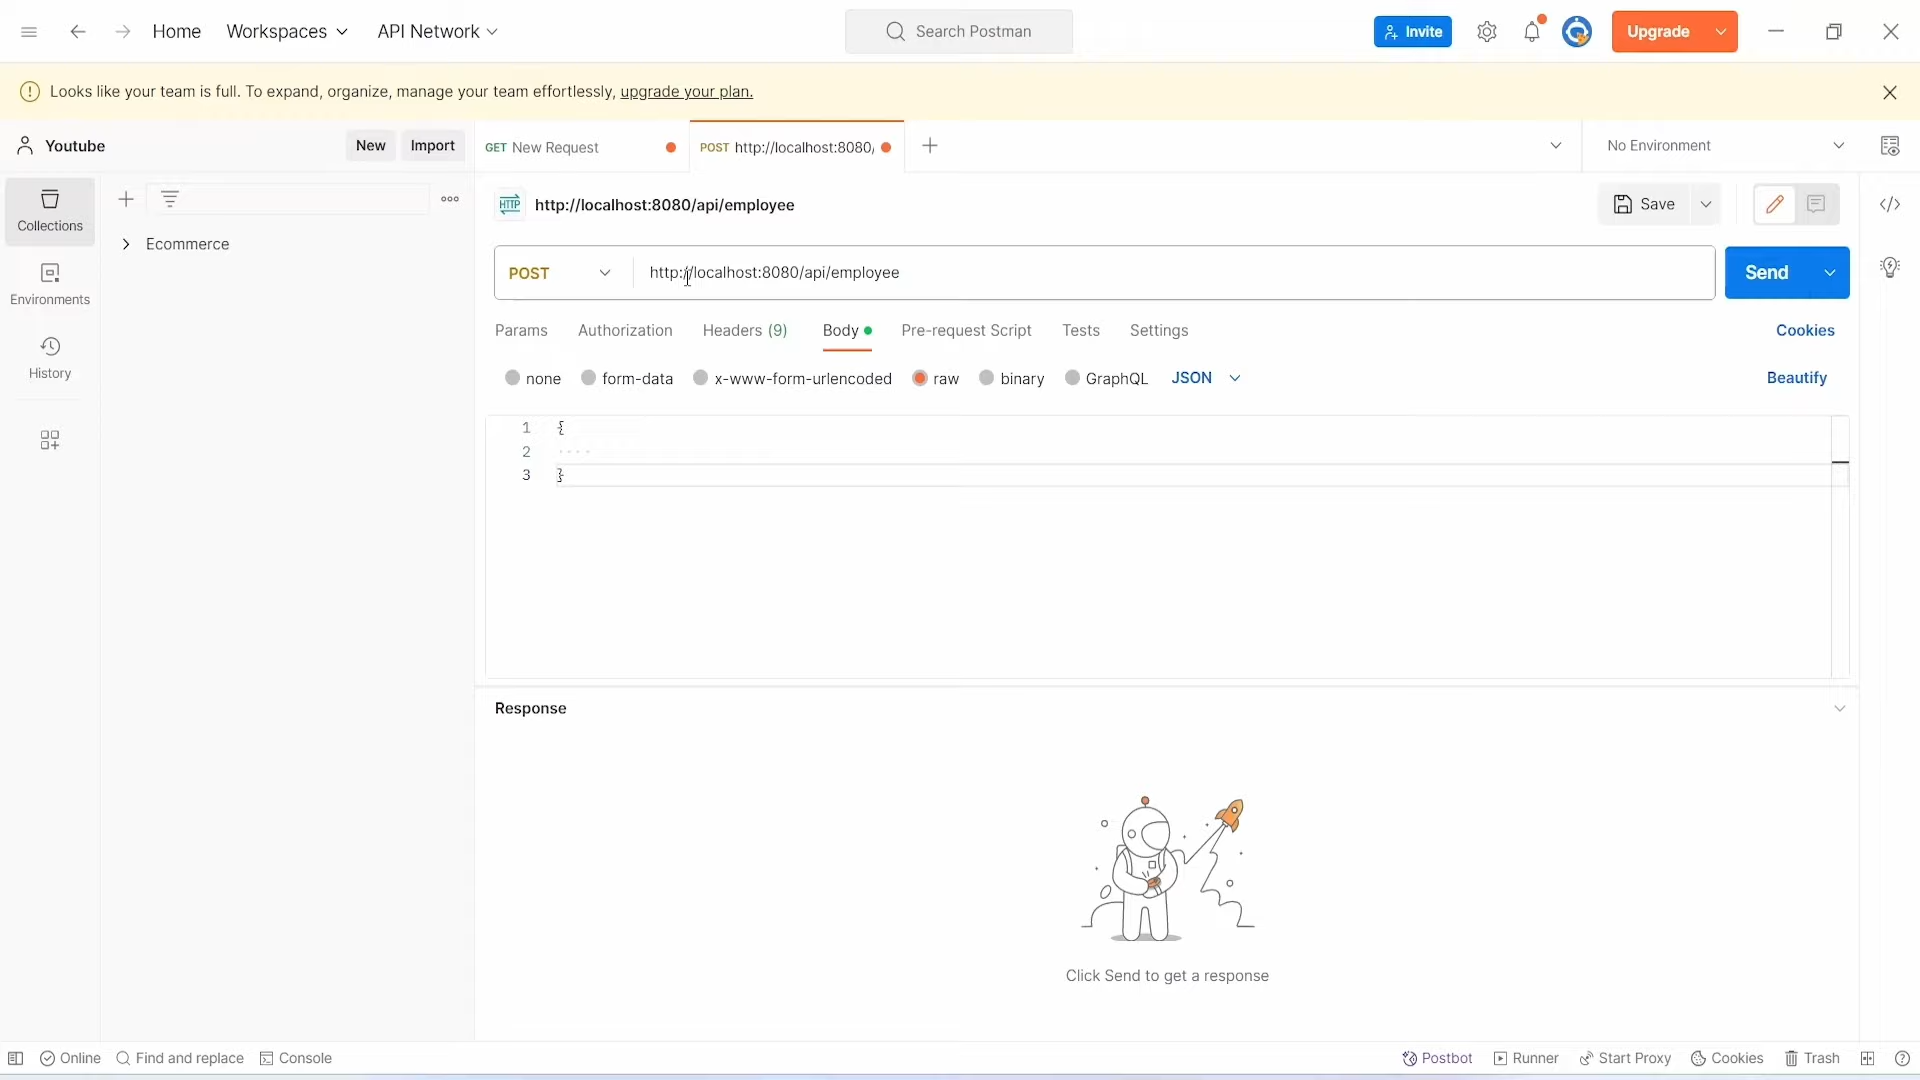 Home Workspaces API Network Search Postman Invite Upgrade
Looks like your team is full. To expand, organize, manage your team effortlessly, upgrade your plan.
Youtube New Import GET New Request POST http://localhost:8080/ No Environment
Collections
Ecommerce
Environments
History
HTTP http://localhost:8080/api/employee Save
POST http://localhost:8080/api/employee Send
Params Authorization Headers (9) Body Pre-request Script Tests Settings Cookies
none form-data x-www-form-urlencoded raw binary GraphQL JSON Beautify
1 {
2 ····
3 }
Response
Click Send to get a response
Online Find and replace Console Postbot Runner Start Proxy Cookies Trash